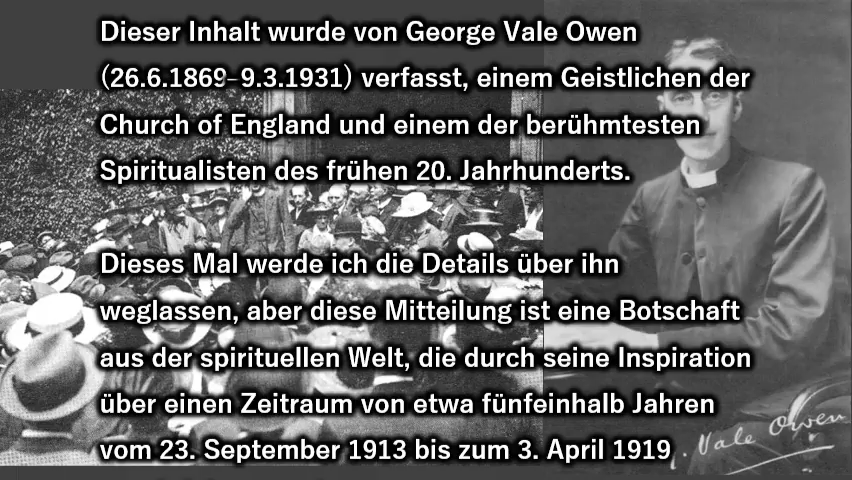 Dieser Inhalt wurde von George Vale Owen
(26.6.1869–9.3.1931) verfasst, einem Geistlichen der
Church of England und einem der berühmtesten
Spiritualisten des frühen 20. Jahrhunderts.
Dieses Mal werde ich die Details über ihn
weglassen, aber diese Mitteilung ist eine Botschaft
aus der spirituellen Welt, die durch seine Inspiration
über einen Zeitraum von etwa fünfeinhalb Jahren
vom 23. September 1913 bis zum 3. April 1919
Vale Owen